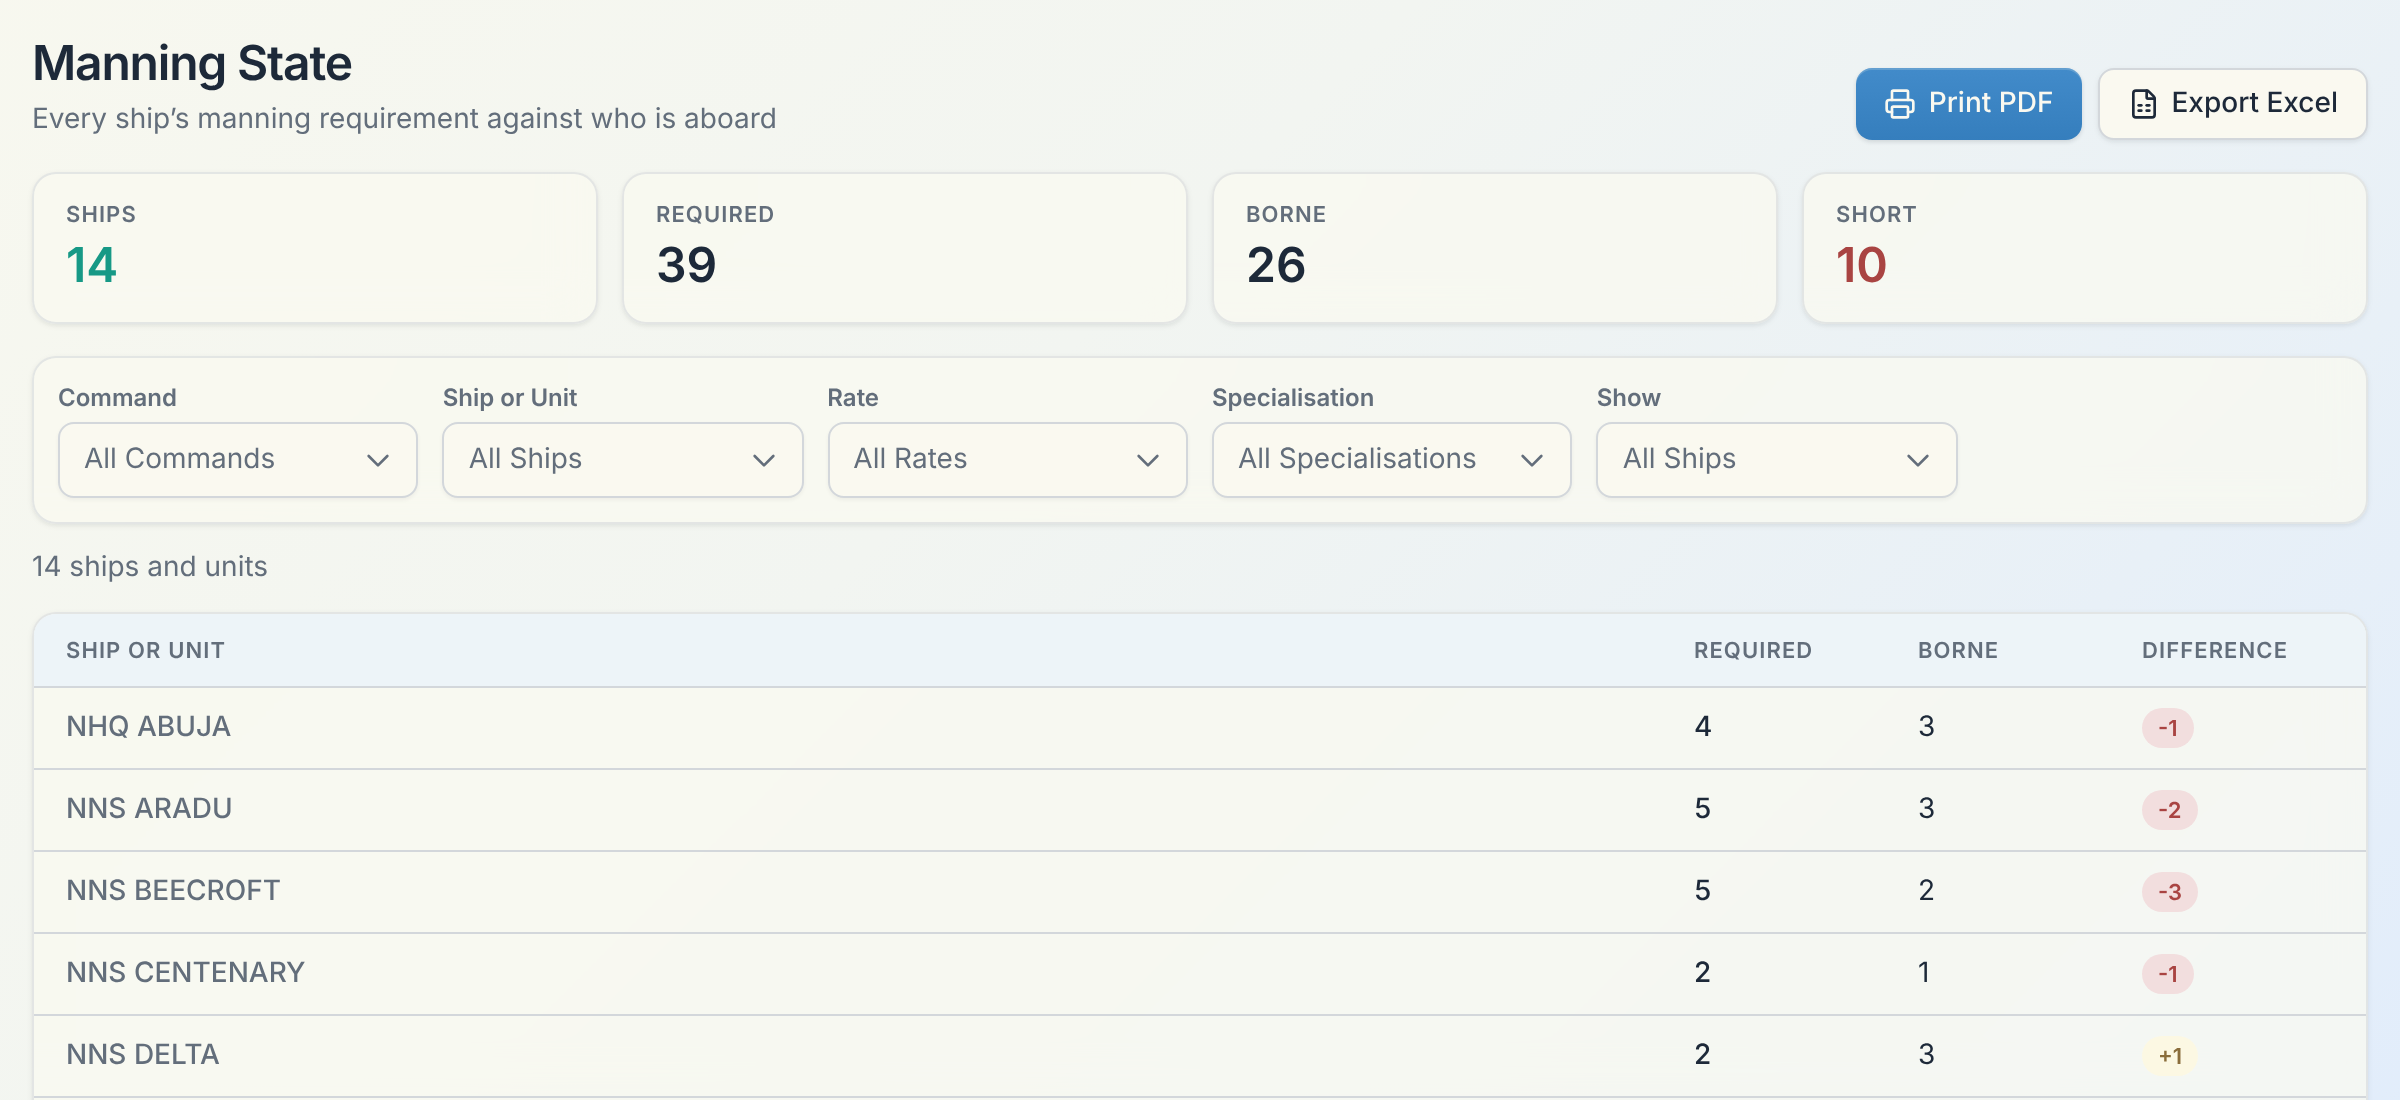 Manning State
Every ship’s manning requirement against who is aboard
Print PDF
Export Excel
SHIPS
14
REQUIRED
39
BORNE
26
SHORT
10
Command
Ship or Unit
Rate
Specialisation
Show
All Commands
All Ships
All Rates
All Specialisations
All Ships
14 ships and units
SHIP OR UNIT REQUIRED BORNE DIFFERENCE
NHQ ABUJA 4 3 -1
NNS ARADU 5 3 -2
NNS BEECROFT 5 2 -3
NNS CENTENARY 2 1 -1
NNS DELTA 2 3 +1